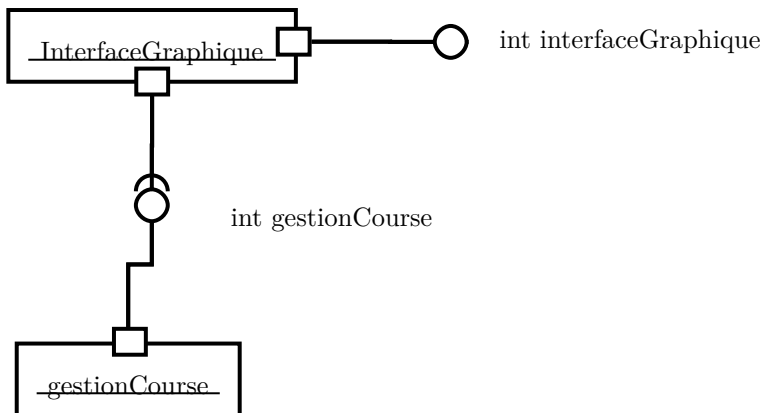 InterfaceGraphique
int interfaceGraphique
int gestionCourse
gestionCourse